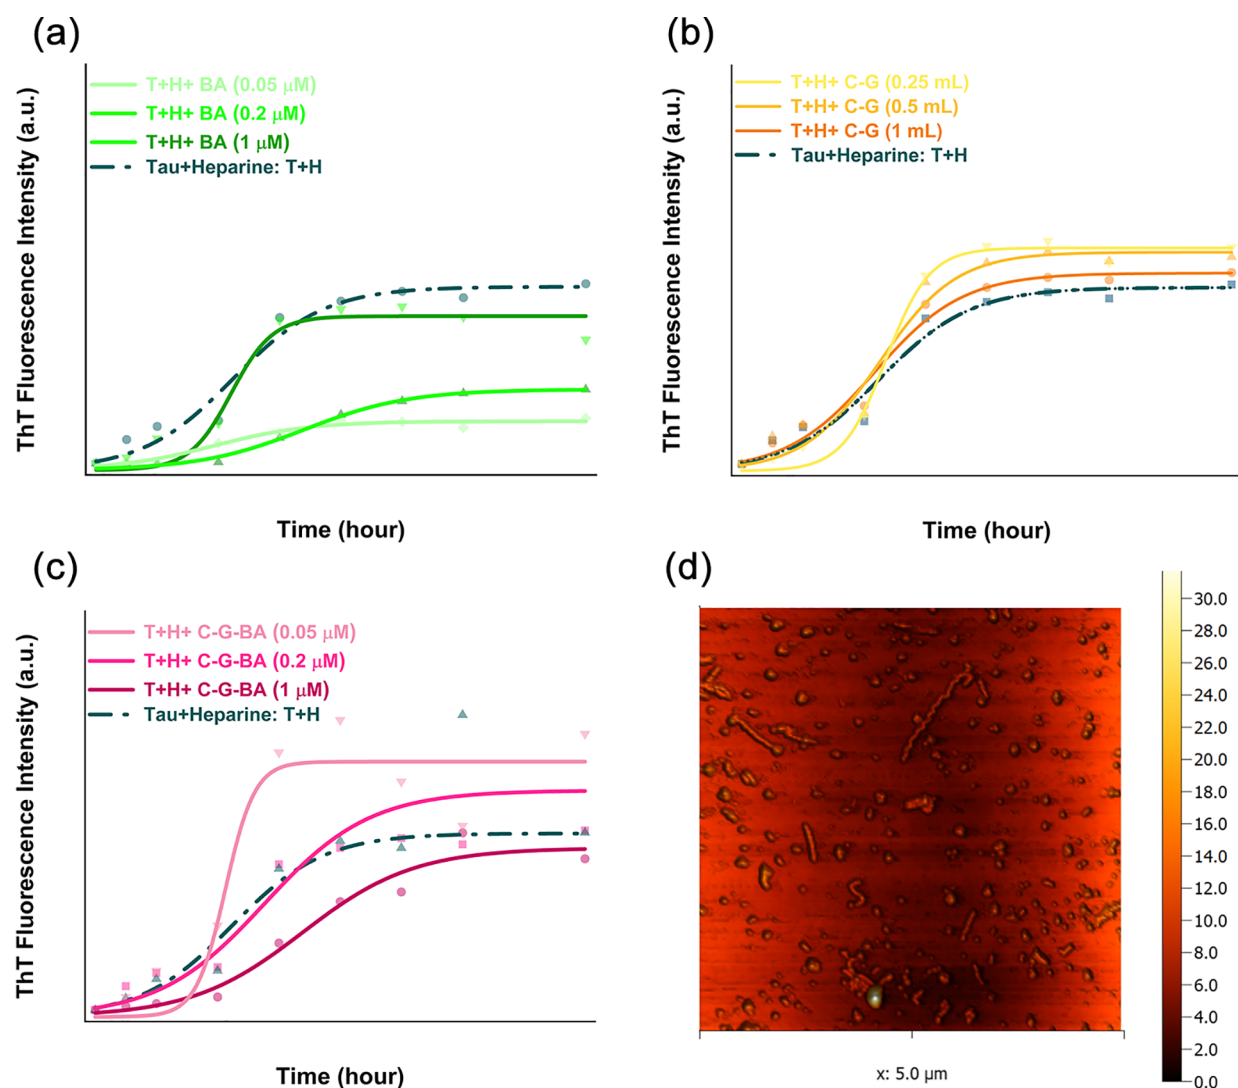 (a)
ThT Fluorescence Intensity (a.u.)
T+H+ BA (0.05 µM)
T+H+ BA (0.2 µM)
T+H+ BA (1 µM)
Tau+Heparine: T+H
Time (hour)
(b)
ThT Fluorescence Intensity (a.u.)
T+H+ C-G (0.25 mL)
T+H+ C-G (0.5 mL)
T+H+ C-G (1 mL)
Tau+Heparine: T+H
Time (hour)
(c)
ThT Fluorescence Intensity (a.u.)
T+H+ C-G-BA (0.05 µM)
T+H+ C-G-BA (0.2 µM)
T+H+ C-G-BA (1 µM)
Tau+Heparine: T+H
Time (hour)
(d)
30.0
28.0
26.0
24.0
22.0
20.0
18.0
16.0
14.0
12.0
10.0
8.0
6.0
4.0
2.0
0.0
x: 5.0 µm